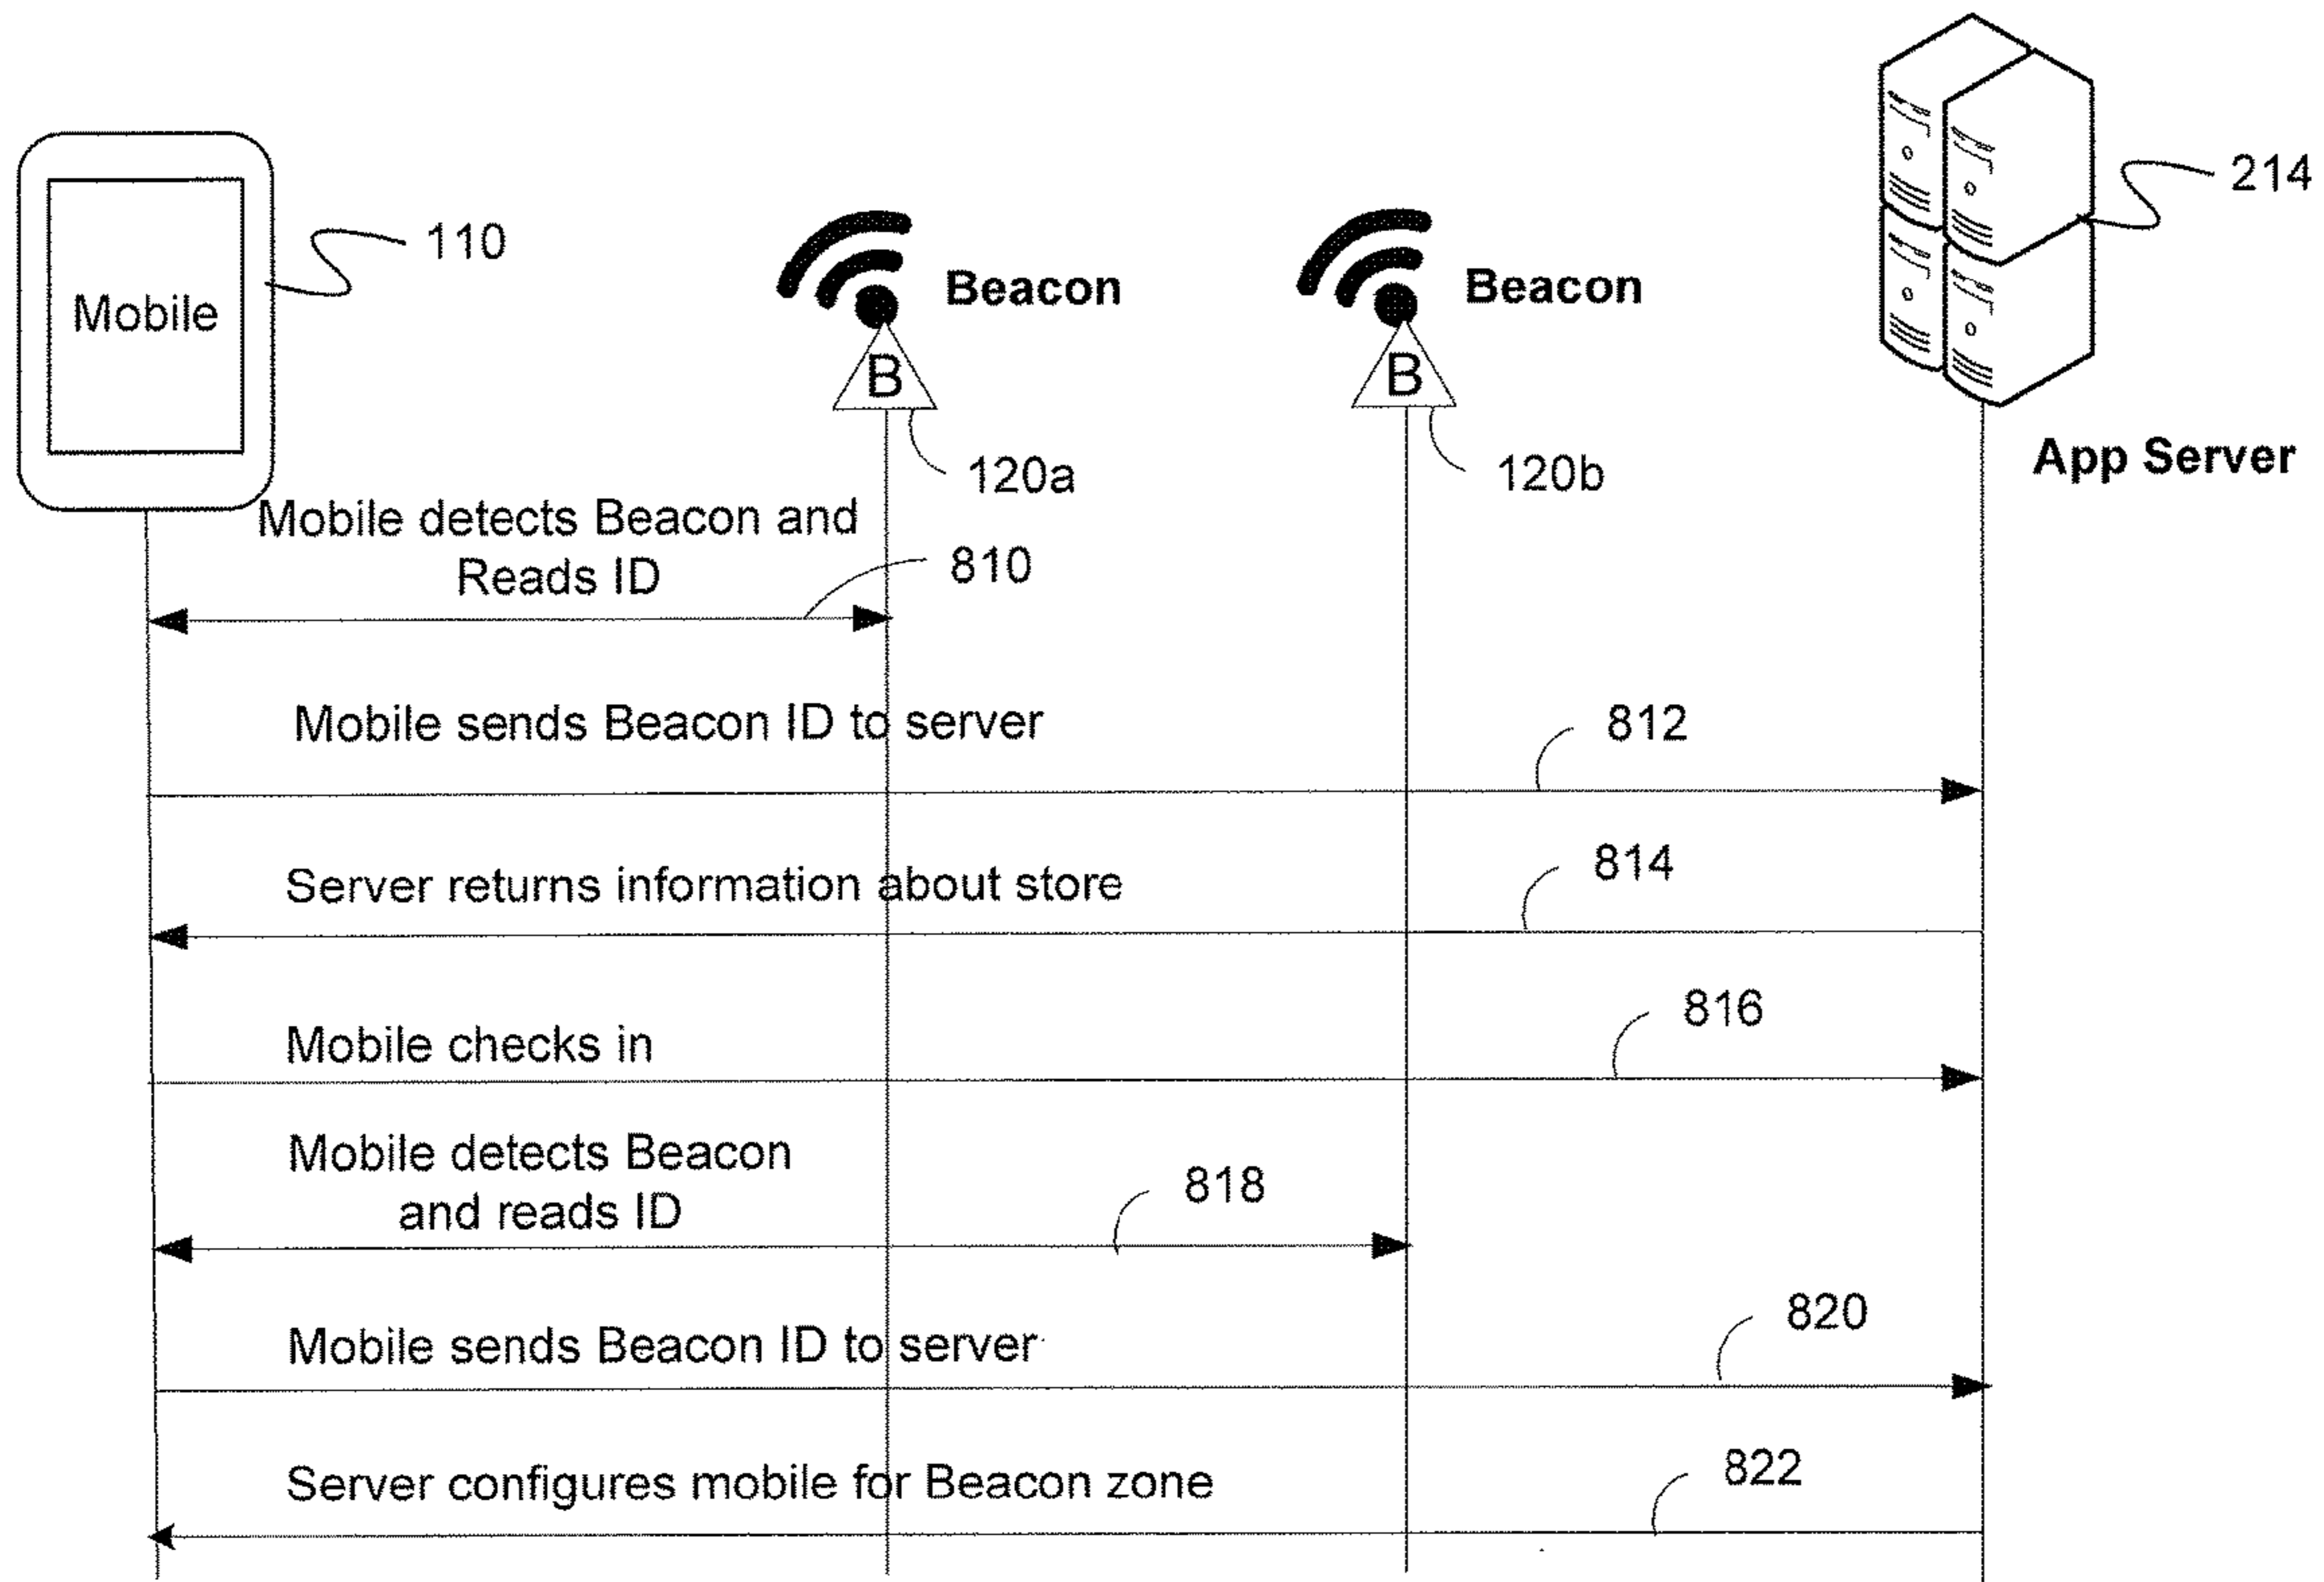 214
110
Mobile
Beacon
Beacon
B
B
120a
120b
App Server
Mobile detects Beacon and
Reads ID
810
Mobile sends Beacon ID to server
812
Server returns information about store
814
Mobile checks in
816
Mobile detects Beacon
and reads ID
818
Mobile sends Beacon ID to server
820
Server configures mobile for Beacon zone
822